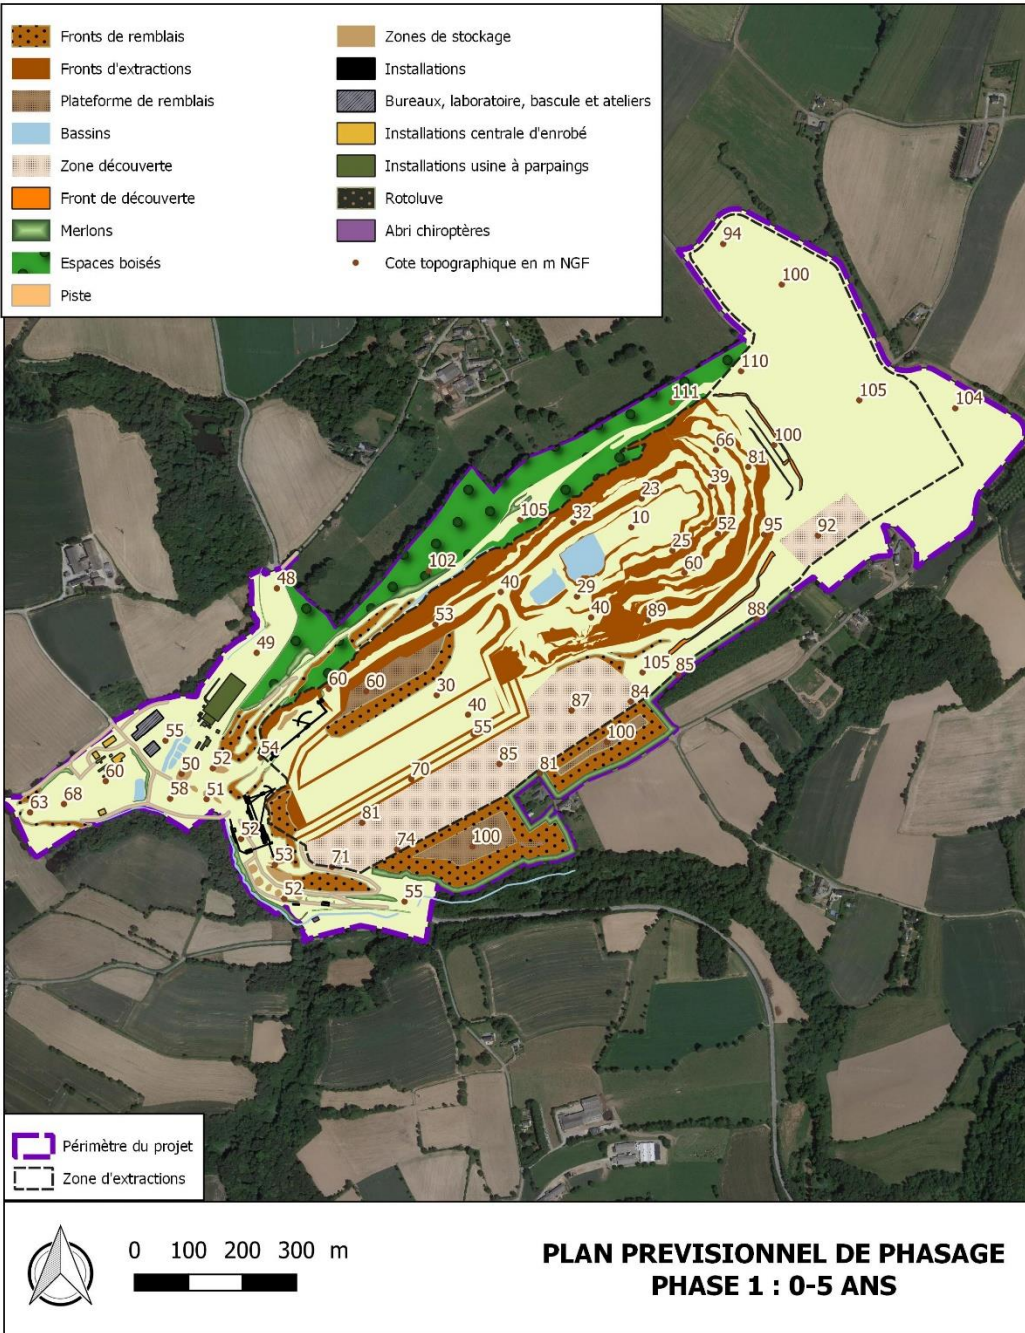 Fronts de remblais
Fronts d'extractions
Plateforme de remblais
Bassins
Zone découverte
Front de découverte
Merlons
Espaces boisés
Piste
Zones de stockage
Installations
Bureaux, laboratoire, bascule et ateliers
Installations centrale d'enrobé
Installations usine à parpaings
Rotoluve
Abri chiroptères
Cote topographique en m NGF
94
100
110
111
105
104
100
66
81
39
23
105
32
10
52
95
92
25
102
60
29
40
48
40
89
53
88
49
105
85
60
60
30
84
87
40
55
55
100
54
52
85
50
81
60
70
58
51
68
63
81
52
74
100
53
71
52
55
Périmètre du projet
Zone d'extractions
0 100 200 300 m
PLAN PREVISIONNEL DE PHASAGE
PHASE 1 : 0-5 ANS